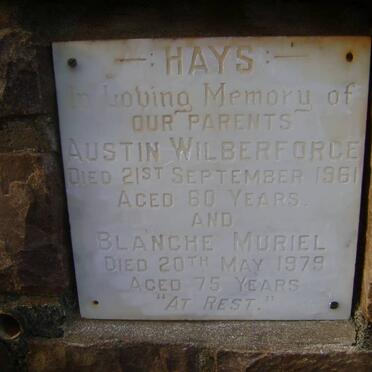 —: HAYS :—
In Loving Memory of
OUR PARENTS
AUSTIN WILBERFORCE
DIED 21ST SEPTEMBER 1961
AGED 60 YEARS.
AND
BLANCHE MURIEL
DIED 20TH MAY 1979
AGED 75 YEARS
"AT REST."